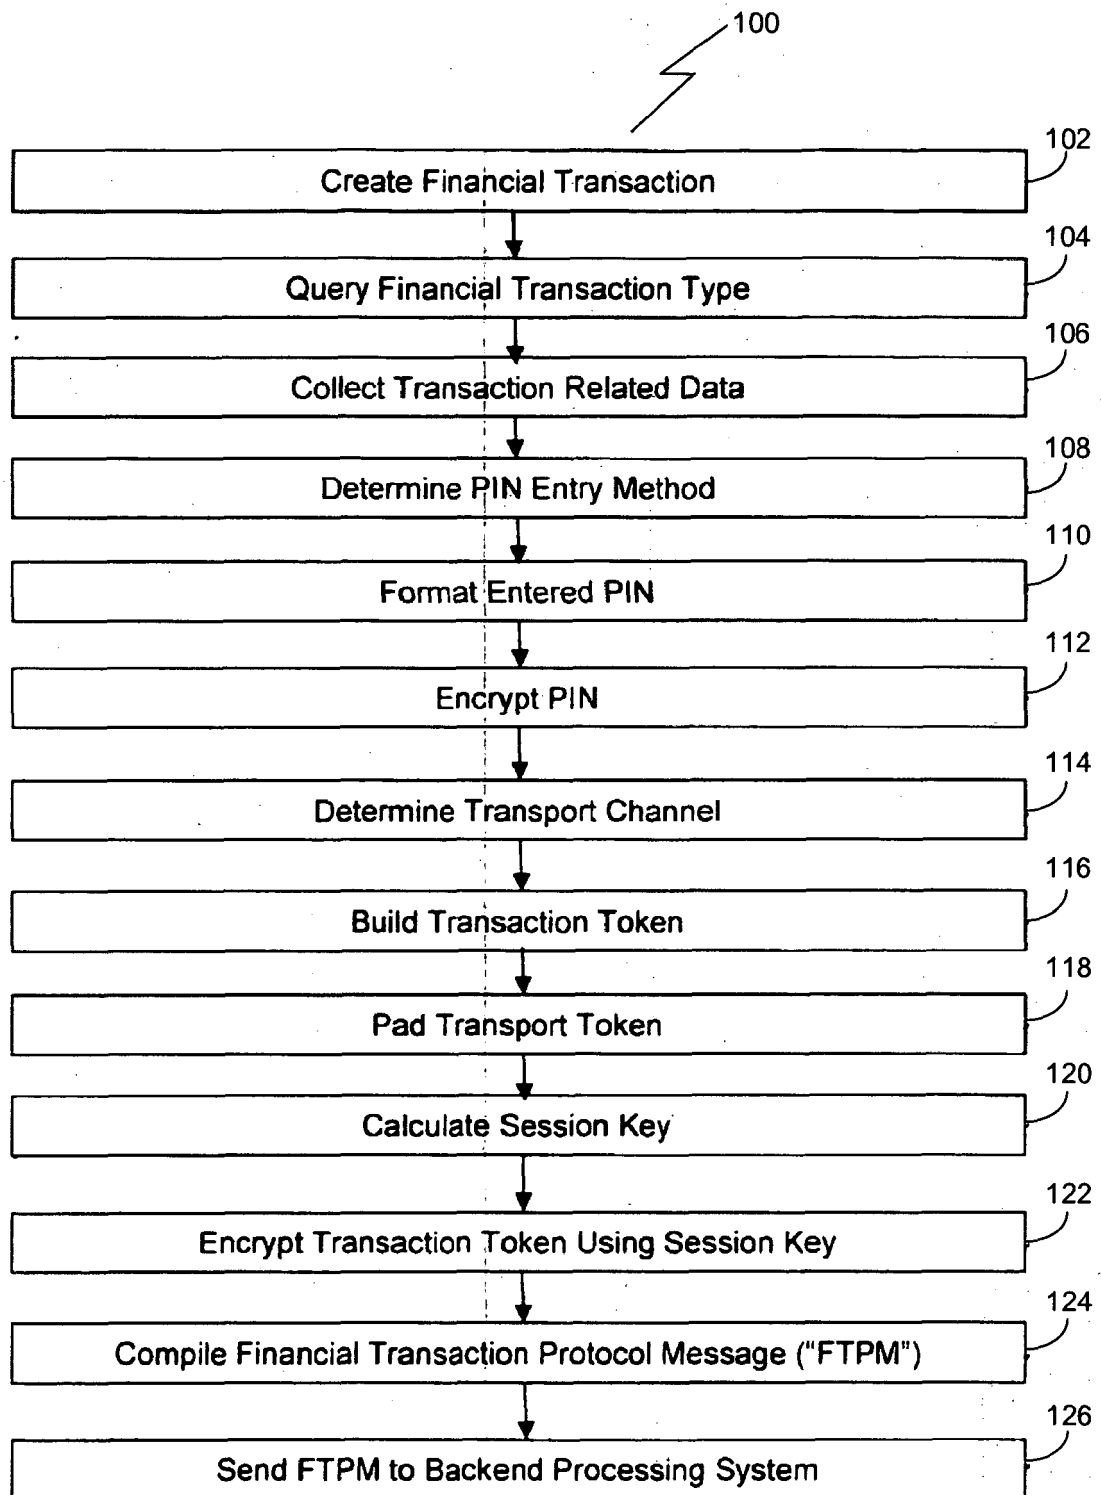 100
102
Create Financial Transaction
104
Query Financial Transaction Type
106
Collect Transaction Related Data
108
Determine PIN Entry Method
110
Format Entered PIN
112
Encrypt PIN
114
Determine Transport Channel
116
Build Transaction Token
118
Pad Transport Token
120
Calculate Session Key
122
Encrypt Transaction Token Using Session Key
124
Compile Financial Transaction Protocol Message ("FTPM")
126
Send FTPM to Backend Processing System